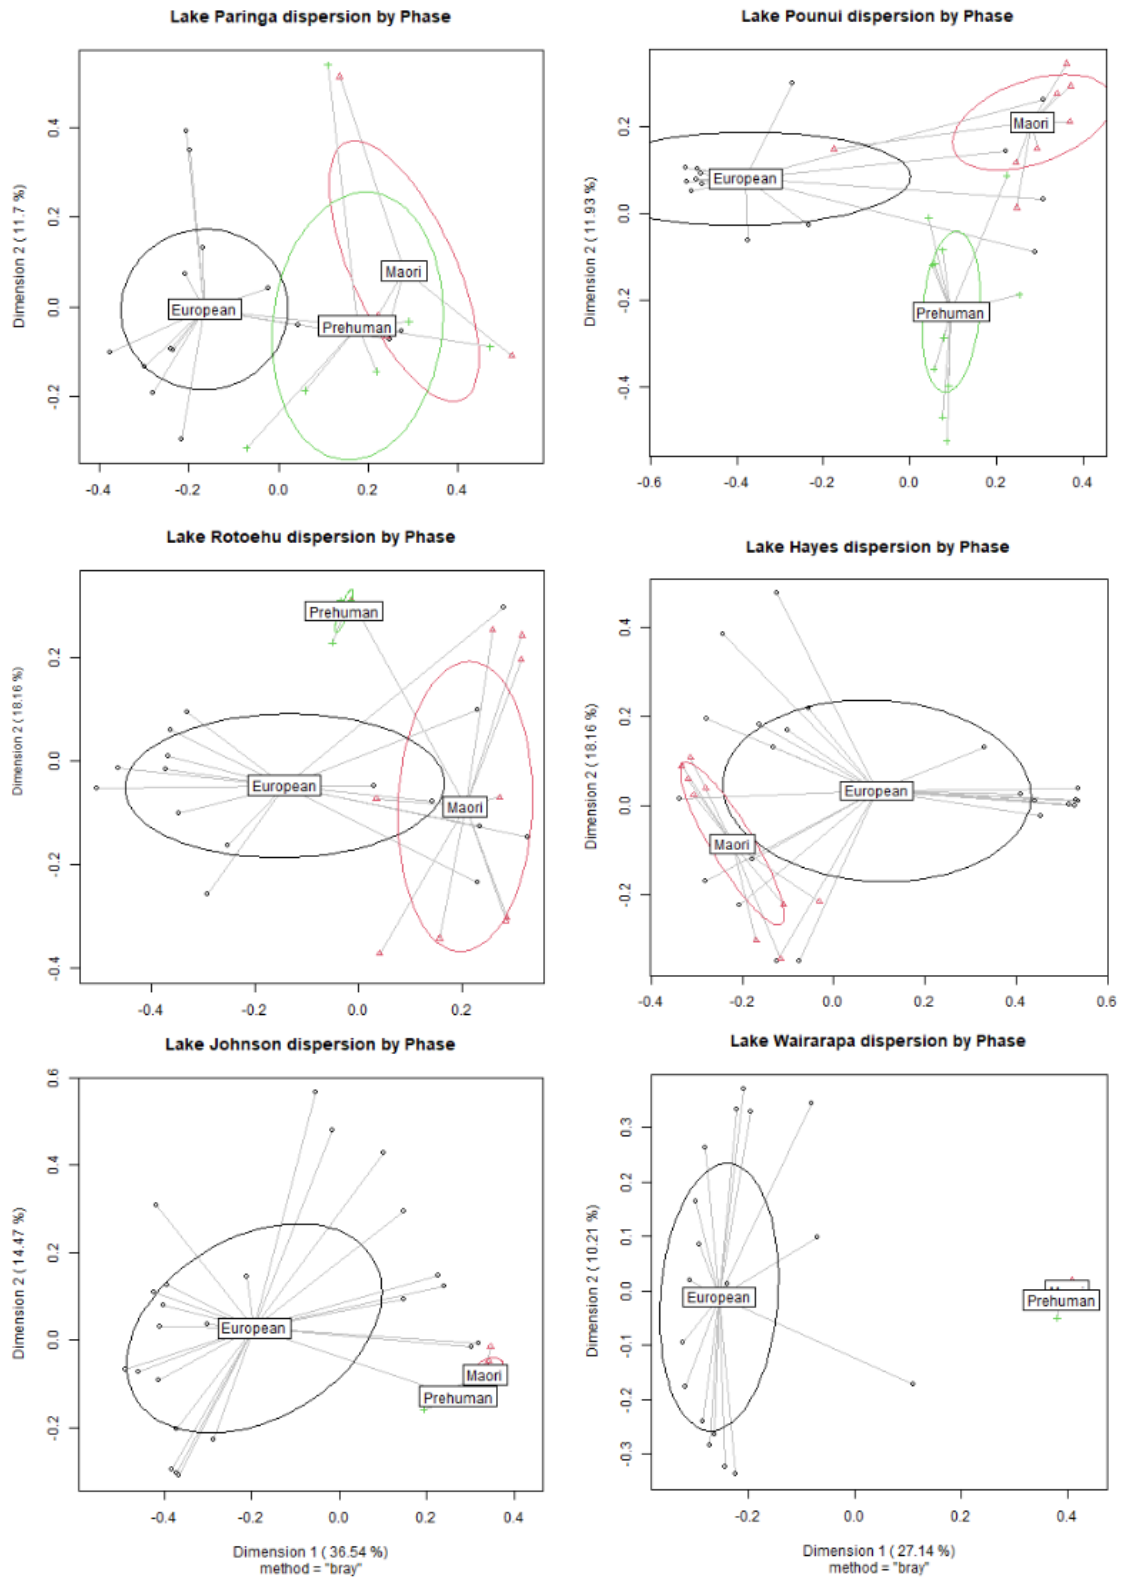 Lake Paringa dispersion by Phase
Dimension 2 ( 11.7 %)
0.4
0.2
0.0
-0.2
European
Maori
Prehuman
-0.4 -0.2 0.0 0.2 0.4
Lake Pounui dispersion by Phase
Dimension 2 ( 11.93 %)
0.2
0.0
-0.2
-0.4
Maori
European
Prehuman
-0.6 -0.4 -0.2 0.0 0.2 0.4
Lake Rotoehu dispersion by Phase
Dimension 2 ( 18.16 %)
0.2
0.0
-0.2
-0.4
Prehuman
European
Maori
-0.4 -0.2 0.0 0.2
Lake Hayes dispersion by Phase
Dimension 2 ( 18.16 %)
0.4
0.2
0.0
-0.2
European
Maori
-0.4 -0.2 0.0 0.2 0.4 0.6
Lake Johnson dispersion by Phase
Dimension 2 ( 14.47 %)
0.6
0.4
0.2
0.0
-0.2
European
Maori
Prehuman
-0.4 -0.2 0.0 0.2 0.4
Dimension 1 ( 36.54 %)
method = "bray"
Lake Wairarapa dispersion by Phase
Dimension 2 ( 10.21 %)
0.3
0.2
0.1
0.0
-0.1
-0.2
-0.3
European
Prehuman
-0.2 0.0 0.2 0.4
Dimension 1 ( 27.14 %)
method = "bray"